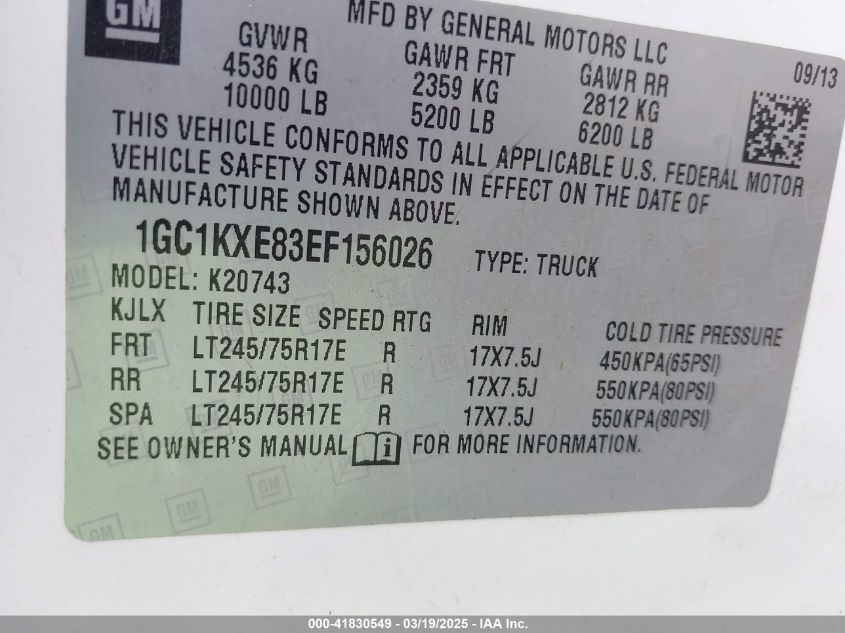 GM
MFD BY GENERAL MOTORS LLC
GVWR GAWR FRT GAWR RR 09/13
4536 KG 2359 KG 2812 KG
10000 LB 5200 LB 6200 LB
THIS VEHICLE CONFORMS TO ALL APPLICABLE U.S. FEDERAL MOTOR
VEHICLE SAFETY STANDARDS IN EFFECT ON THE DATE OF
MANUFACTURE SHOWN ABOVE.
1GC1KXE83EF156026 TYPE: TRUCK
MODEL: K20743
KJLX TIRE SIZE SPEED RTG RIM COLD TIRE PRESSURE
FRT LT245/75R17E R 17X7.5J 450KPA(65PSI)
RR LT245/75R17E R 17X7.5J 550KPA(80PSI)
SPA LT245/75R17E R 17X7.5J 550KPA(80PSI)
SEE OWNER'S MANUAL i FOR MORE INFORMATION.
000-41830549 — 03/19/2025 — IAA Inc.